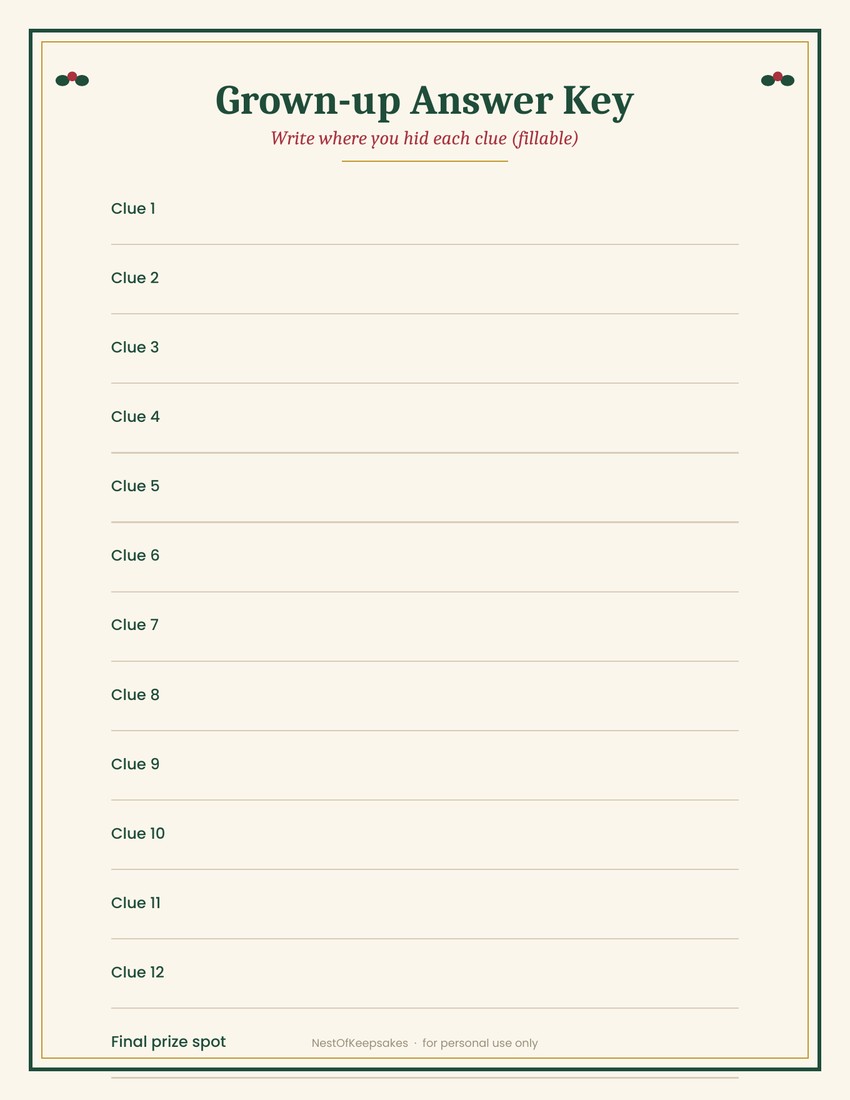 Grown-up Answer Key
Write where you hid each clue (fillable)
Clue 1
Clue 2
Clue 3
Clue 4
Clue 5
Clue 6
Clue 7
Clue 8
Clue 9
Clue 10
Clue 11
Clue 12
Final prize spot
NestOfKeepsakes · for personal use only